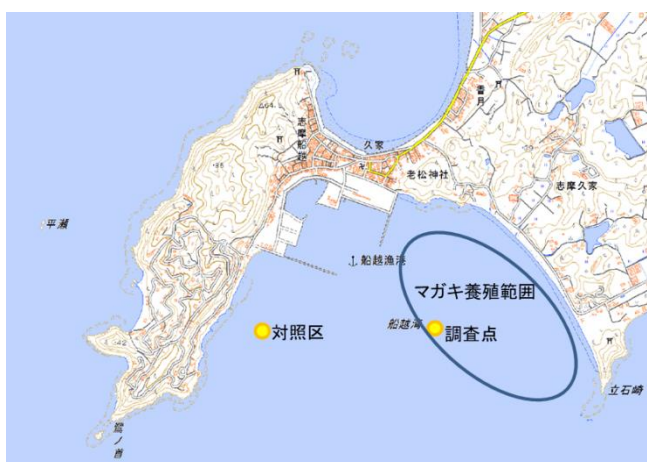 志摩船越
久家
香月
老松神社
志摩久家
平瀬
船越漁港
マガキ養殖範囲
船越湾
対照区
調査点
立石崎
鷺ノ首